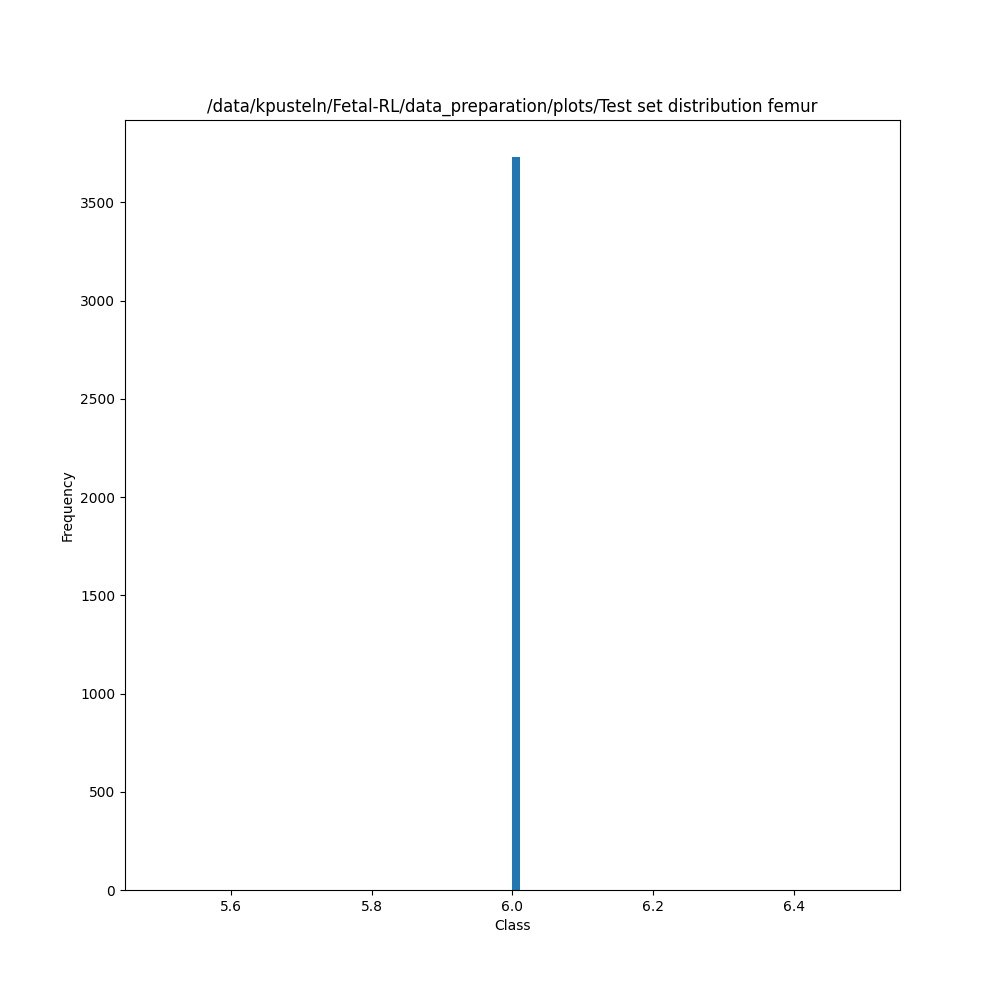 /data/kpusteln/Fetal-RL/data_preparation/plots/Test set distribution femur
3500
3000
2500
2000
1500
1000
500
0
Frequency
5.6 5.8 6.0 6.2 6.4
Class